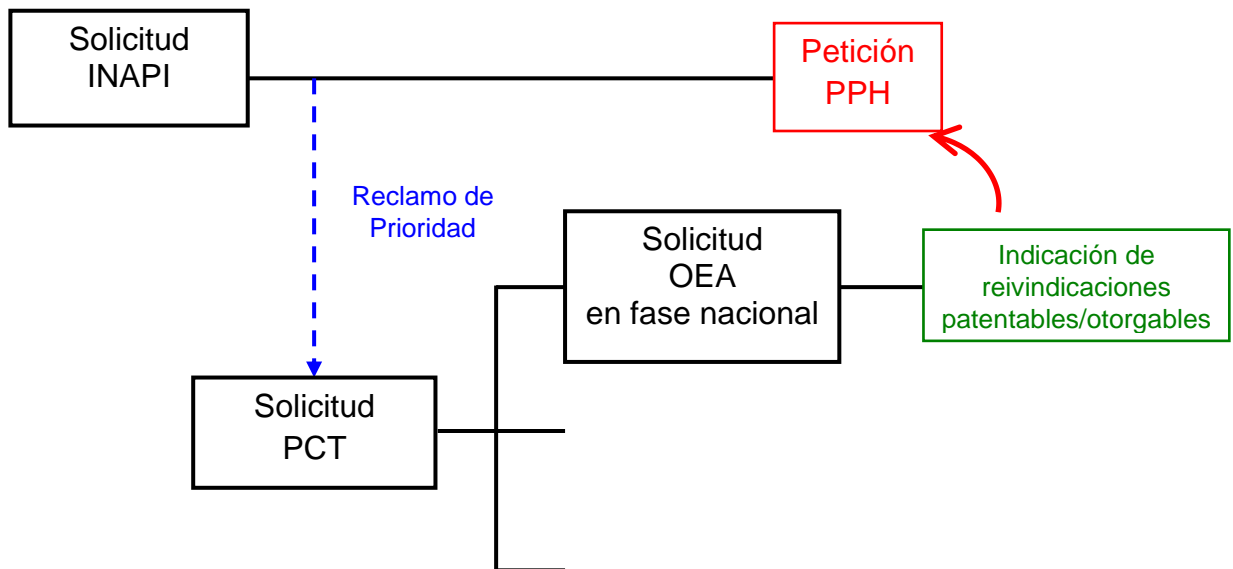 Solicitud
INAPI
Petición
PPH
Reclamo de
Prioridad
Solicitud
OEA
en fase nacional
Indicación de
reivindicaciones
patentables/otorgables
Solicitud
PCT